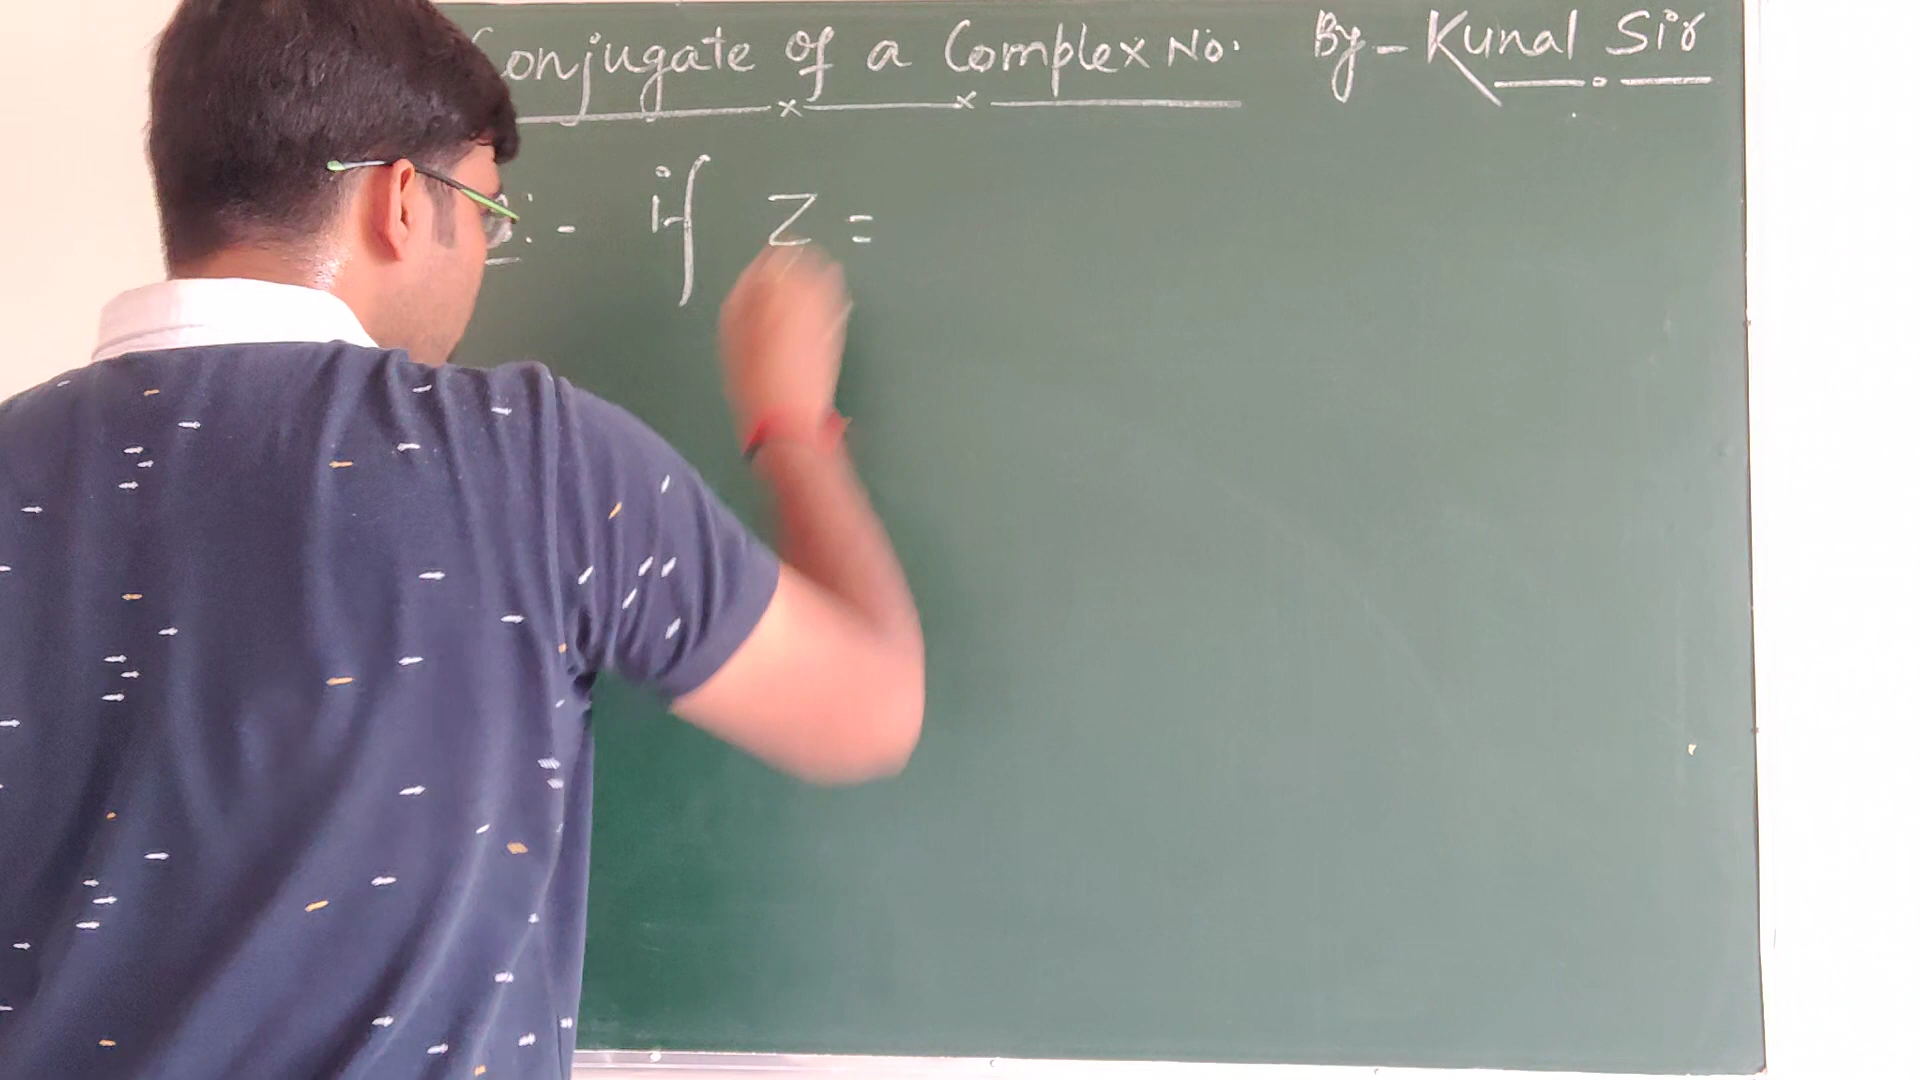 Conjugate of a Complex No. By - Kunal Sir
:- if Z =